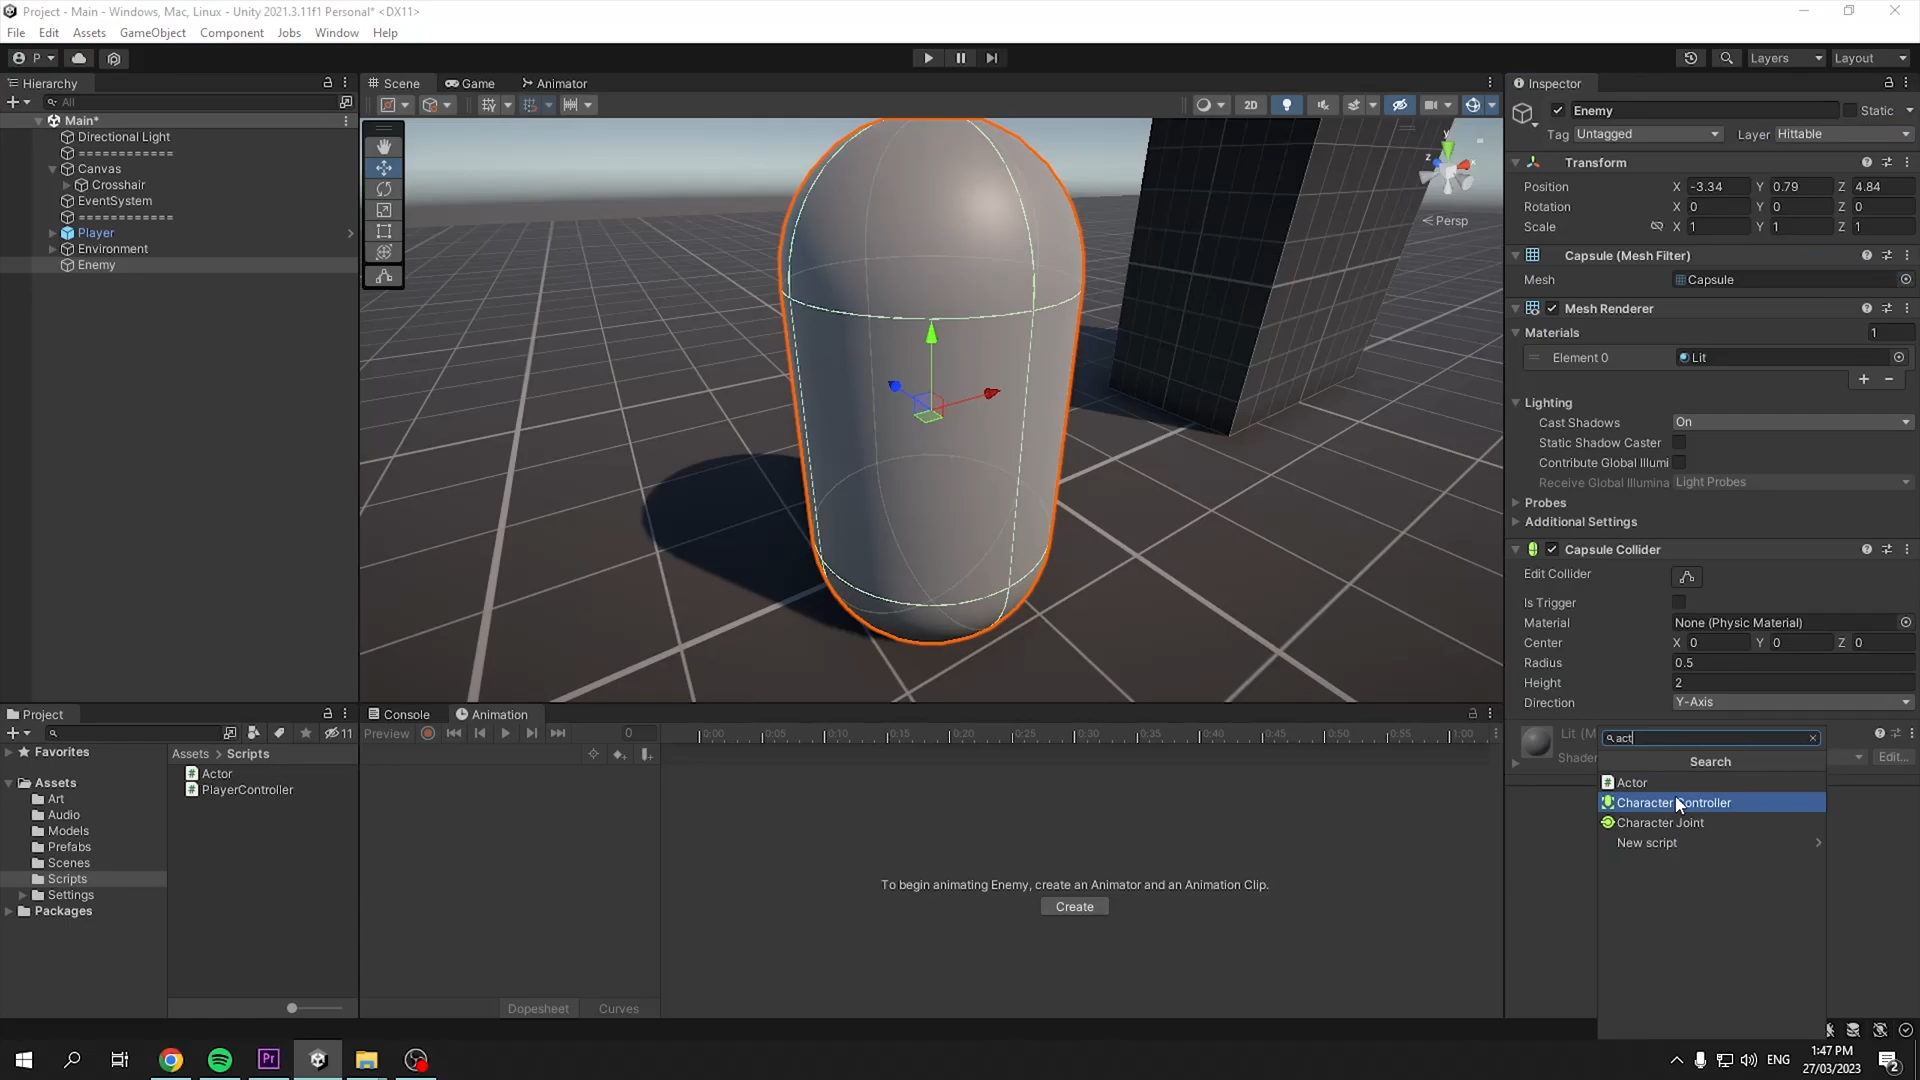 Project - Main - Windows, Mac, Linux - Unity 2021.3.11f1 Personal* <DX11>
File Edit Assets GameObject Component Jobs Window Help
P Layers Layout
Hierarchy
All
Main*
Directional Light
============
Canvas
Crosshair
EventSystem
============
Player
Environment
Enemy
Scene Game Animator
2D
y
z x
Persp
Inspector
Enemy Static
Tag Untagged Layer Hittable
Transform
Position X -3.34 Y 0.79 Z 4.84
Rotation X 0 Y 0 Z 0
Scale X 1 Y 1 Z 1
Capsule (Mesh Filter)
Mesh Capsule
Mesh Renderer
Materials 1
Element 0 Lit
Lighting
Cast Shadows On
Static Shadow Caster
Contribute Global Illumi
Receive Global Illumina Light Probes
Probes
Additional Settings
Capsule Collider
Edit Collider
Is Trigger
Material None (Physic Material)
Center X 0 Y 0 Z 0
Radius 0.5
Height 2
Direction Y-Axis
Lit (M
Shader Edit...
act
Search
Actor
Character Controller
Character Joint
New script
Project
11
Favorites
Assets
Art
Audio
Models
Prefabs
Scenes
Scripts
Settings
Packages
Assets > Scripts
Actor
PlayerController
Console Animation
Preview 0
0:00 0:05 0:10 0:15 0:20 0:25 0:30 0:35 0:40 0:45 0:50 0:55 1:00
To begin animating Enemy, create an Animator and an Animation Clip.
Create
Dopesheet Curves
Pr
ENG
1:47 PM
27/03/2023
2